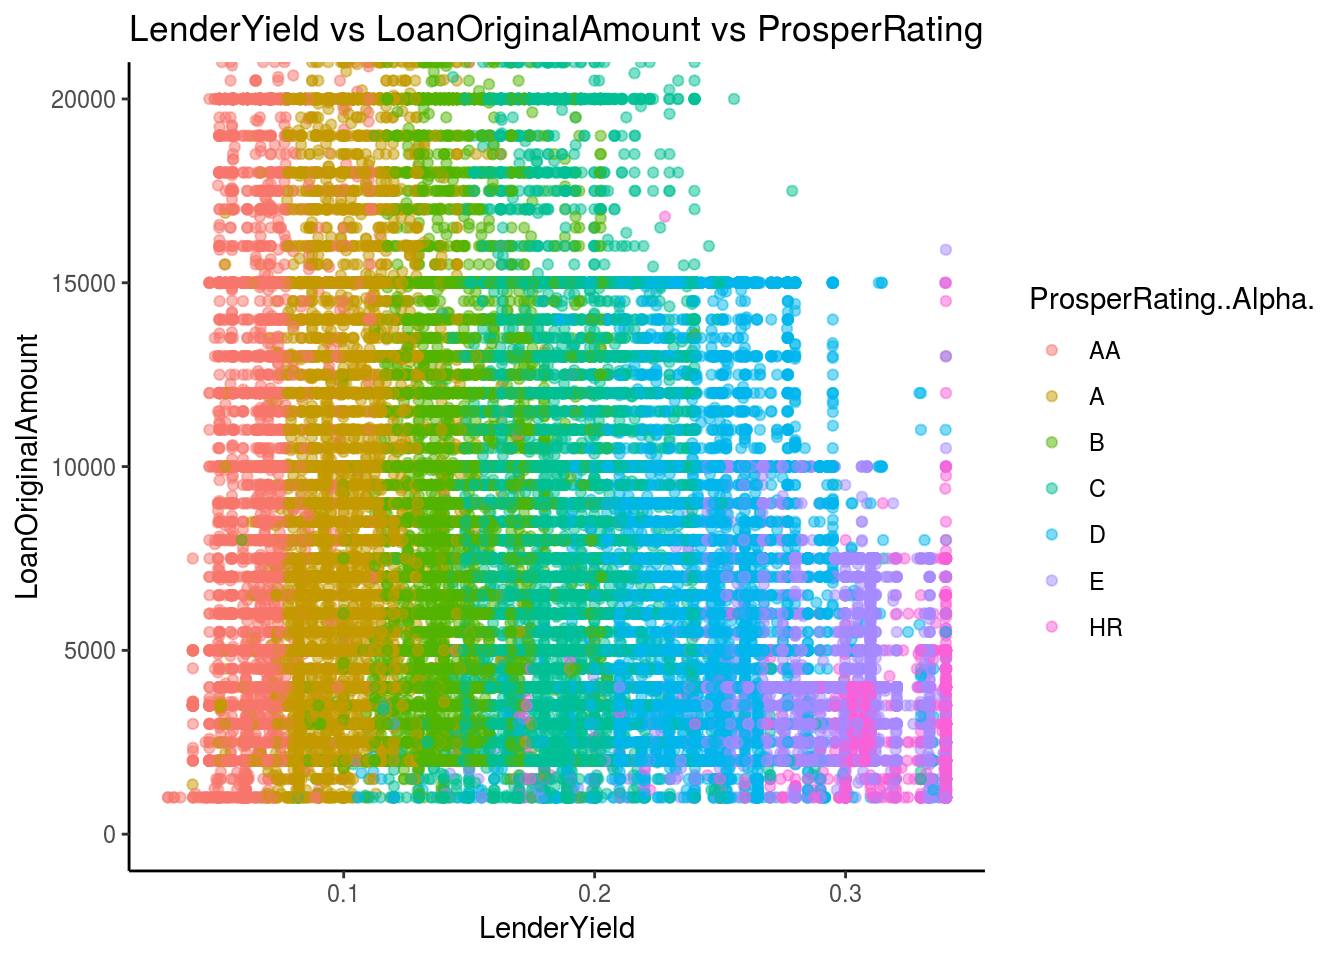 LenderYield vs LoanOriginalAmount vs ProsperRating
LoanOriginalAmount
20000
15000
10000
5000
0
0.1
0.2
0.3
LenderYield
ProsperRating..Alpha.
AA
A
B
C
D
E
HR